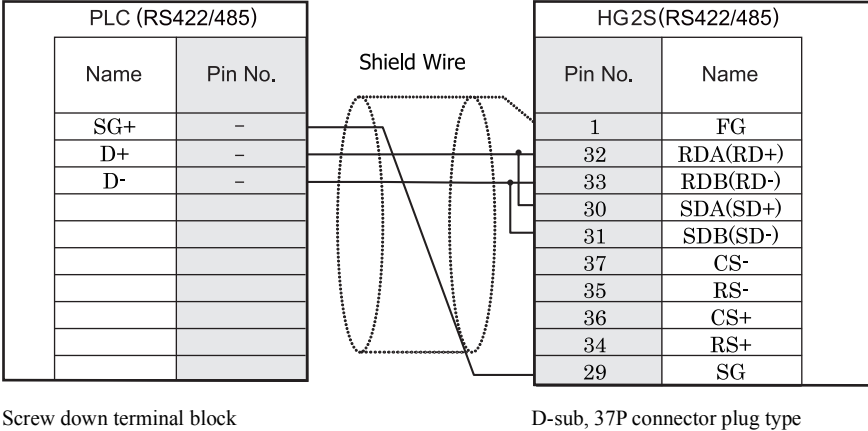 PLC (RS422/485)
HG2S(RS422/485)
Name Pin No.
Shield Wire
Pin No. Name
SG+ –
D+ –
D- –
1 FG
32 RDA(RD+)
33 RDB(RD-)
30 SDA(SD+)
31 SDB(SD-)
37 CS-
35 RS-
36 CS+
34 RS+
29 SG
Screw down terminal block
D-sub, 37P connector plug type